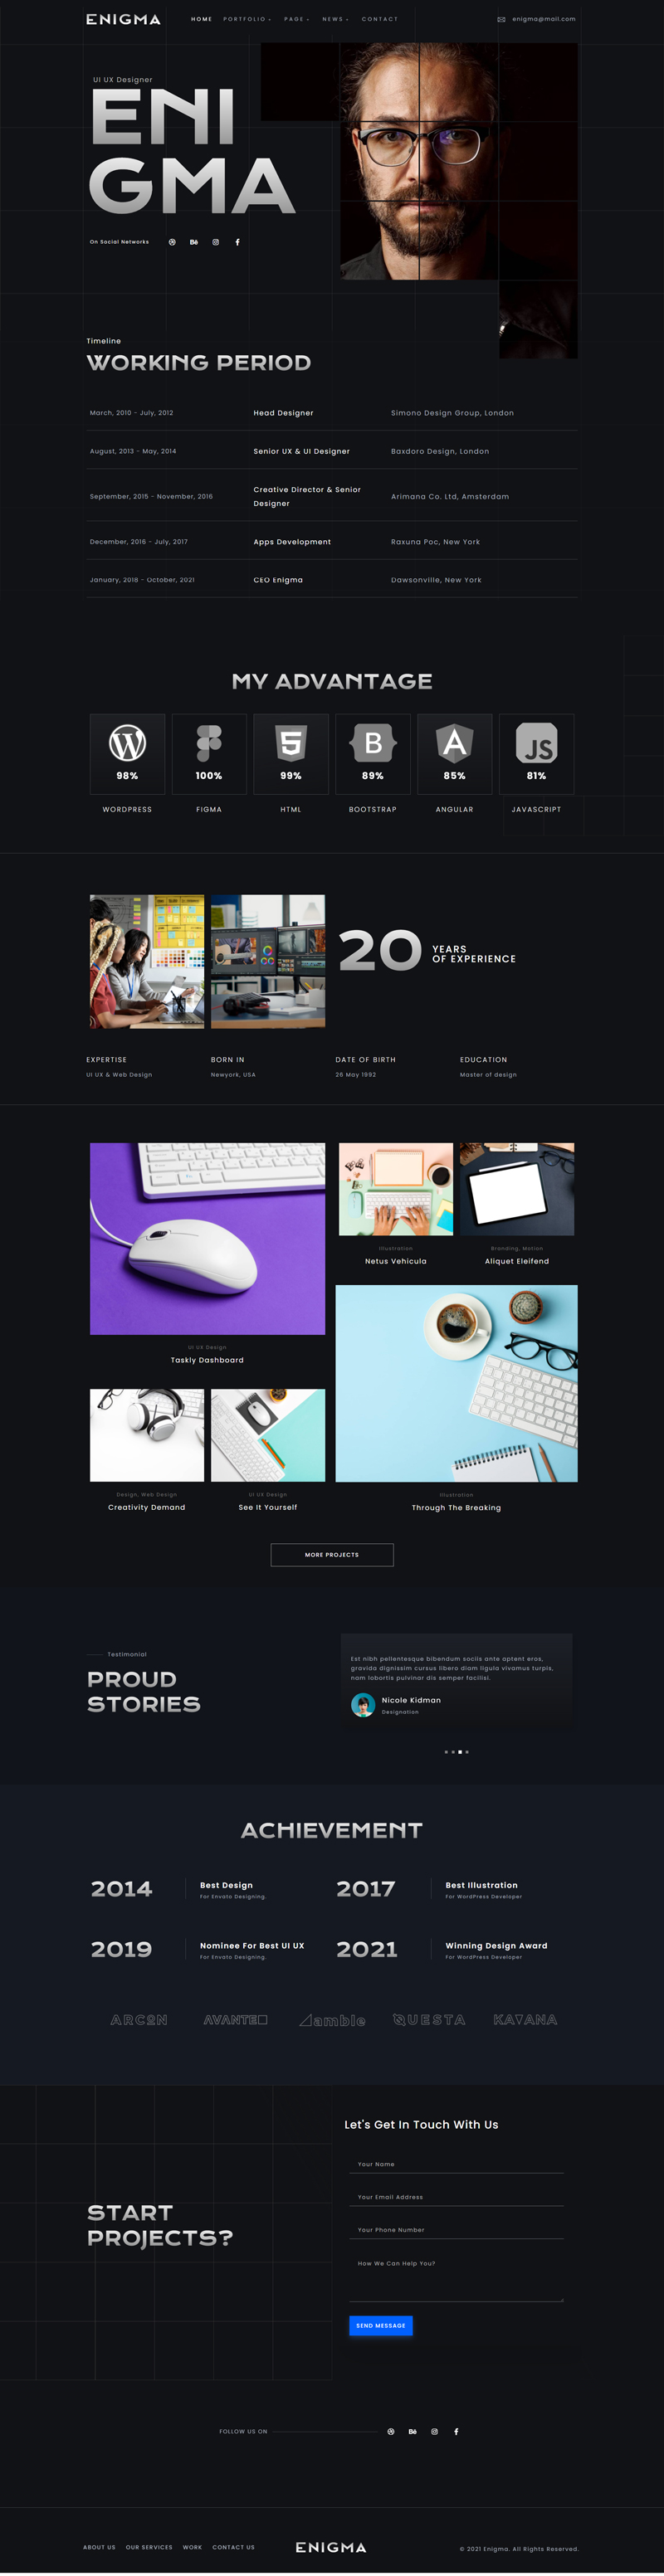 ENIGMA
HOME PORTFOLIO PAGE NEWS CONTACT
enigma@mail.com
UI UX Designer
ENI
GMA
On Social Networks
Timeline
WORKING PERIOD
March, 2010 - July, 2012 Head Designer Simono Design Group, London
August, 2013 - May, 2014 Senior UX & UI Designer Baxdoro Design, London
September, 2015 - November, 2016 Creative Director & Senior Designer Arimana Co. Ltd, Amsterdam
December, 2016 - July, 2017 Apps Development Raxuna Poc, New York
January, 2018 - October, 2021 CEO Enigma Dawsonville, New York
MY ADVANTAGE
98% 100% 99% 89% 85% 81%
WORDPRESS FIGMA HTML BOOTSTRAP ANGULAR JAVASCRIPT
20 YEARS
OF EXPERIENCE
EXPERTISE BORN IN DATE OF BIRTH EDUCATION
UI UX & Web Design Newyork, USA 26 May 1992 Master of design
Illustration
Netus Vehicula
Branding, Motion
Aliquet Eleifend
UI UX Design
Taskly Dashboard
Design, Web Design
Creativity Demand
UI UX Design
See It Yourself
Illustration
Through The Breaking
MORE PROJECTS
Testimonial
PROUD
STORIES
Est nibh pellentesque bibendum sociis ante aptent eros,
gravida dignissim cursus libero diam ligula vivamus turpis,
nam lobortis pulvinar dis semper facilisi.
Nicole Kidman
Designation
ACHIEVEMENT
2014 Best Design
For Envato Designing.
2017 Best Illustration
For WordPress Developer
2019 Nominee For Best UI UX
For Envato Designing.
2021 Winning Design Award
For WordPress Developer
ARCON AVANTE amble QUESTA KAVANA
START
PROJECTS?
Let's Get In Touch With Us
Your Name
Your Email Address
Your Phone Number
How We Can Help You?
SEND MESSAGE
FOLLOW US ON
ABOUT US OUR SERVICES WORK CONTACT US
ENIGMA
© 2021 Enigma. All Rights Reserved.